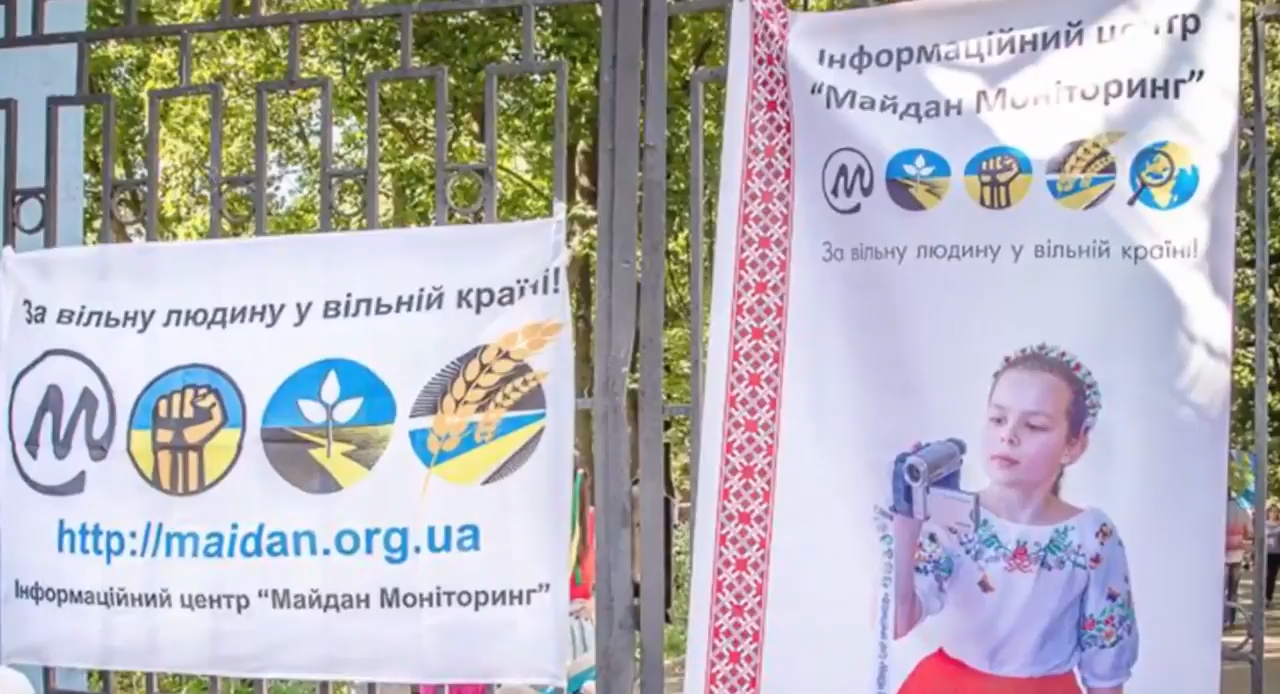 За вільну людину у вільній країні!
http://maidan.org.ua
Інформаційний центр “Майдан Моніторинг”
Інформаційний центр
“Майдан Моніторинг”
За вільну людину у вільній країні!